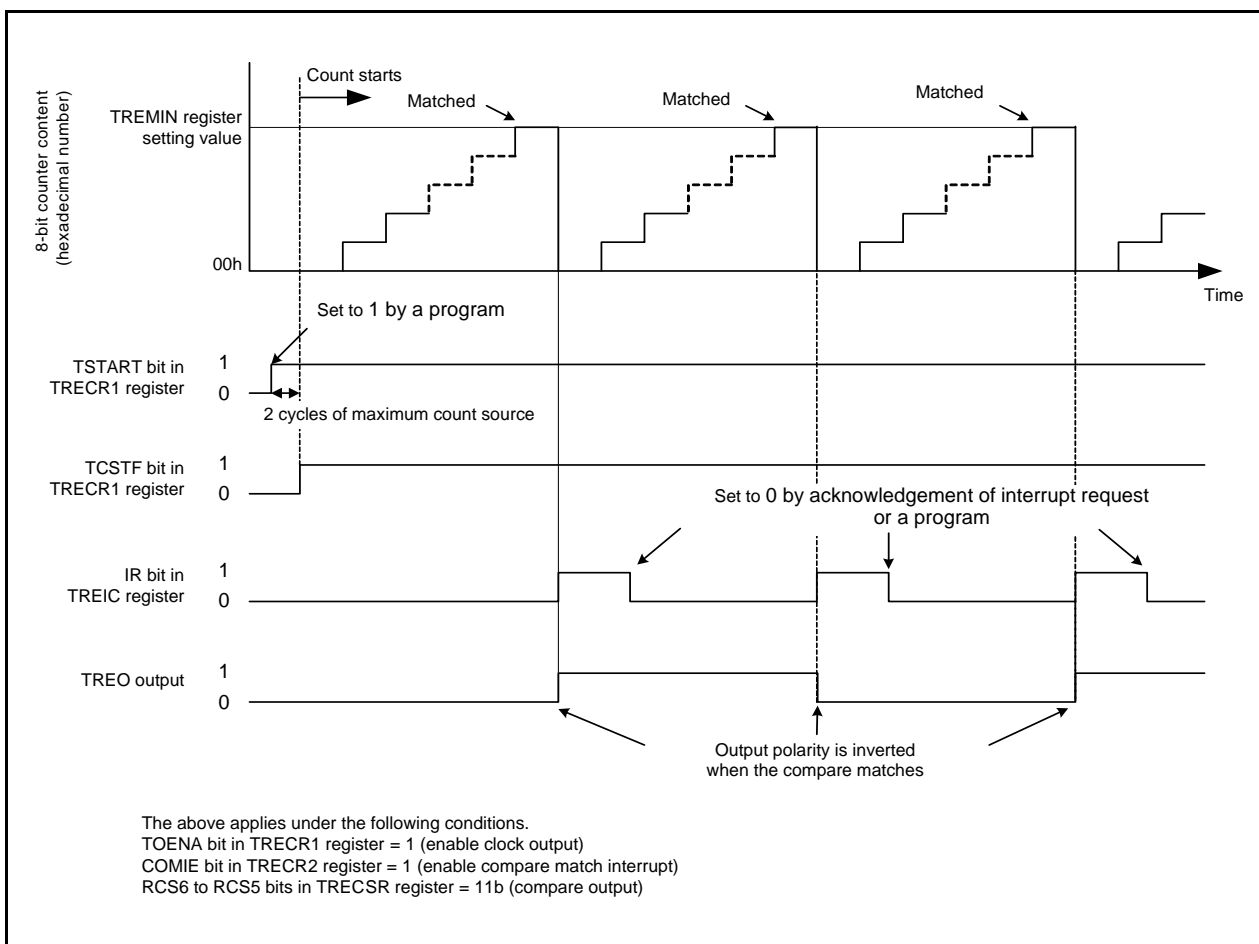 8-bit counter content
(hexadecimal number)
Count starts
Matched
Matched
Matched
TREMIN register
setting value
00h
Time
Set to 1 by a program
TSTART bit in
TRECR1 register
1
0
2 cycles of maximum count source
TCSTF bit in
TRECR1 register
1
0
Set to 0 by acknowledgement of interrupt request
or a program
IR bit in
TREIC register
1
0
TREO output
1
0
Output polarity is inverted
when the compare matches
The above applies under the following conditions.
TOENA bit in TRECR1 register = 1 (enable clock output)
COMIE bit in TRECR2 register = 1 (enable compare match interrupt)
RCS6 to RCS5 bits in TRECSR register = 11b (compare output)